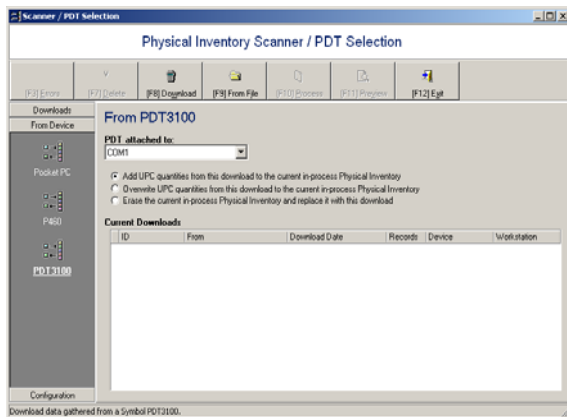 Scanner / PDT Selection
Physical Inventory Scanner / PDT Selection
[F3] Errors [F7] Delete [F8] Download [F9] From File [F10] Process [F11] Preview [F12] Exit
Downloads
From Device
Pocket PC
P460
PDT3100
Configuration
From PDT3100
PDT attached to:
COM1
Add UPC quantities from this download to the current in-process Physical Inventory
Overwrite UPC quantities from this download to the current in-process Physical Inventory
Erase the current in-process Physical Inventory and replace it with this download
Current Downloads
ID From Download Date Records Device Workstation
Download data gathered from a Symbol PDT3100.